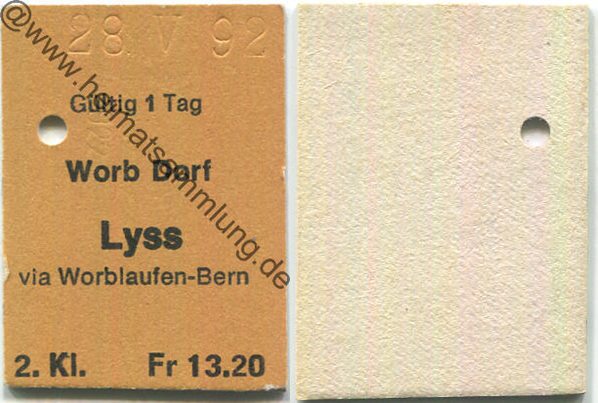 28 V 92
Gültig 1 Tag
Worb Dorf
Lyss
via Worblaufen-Bern
2. Kl. Fr 13.20
@www.heimatsammlung.de